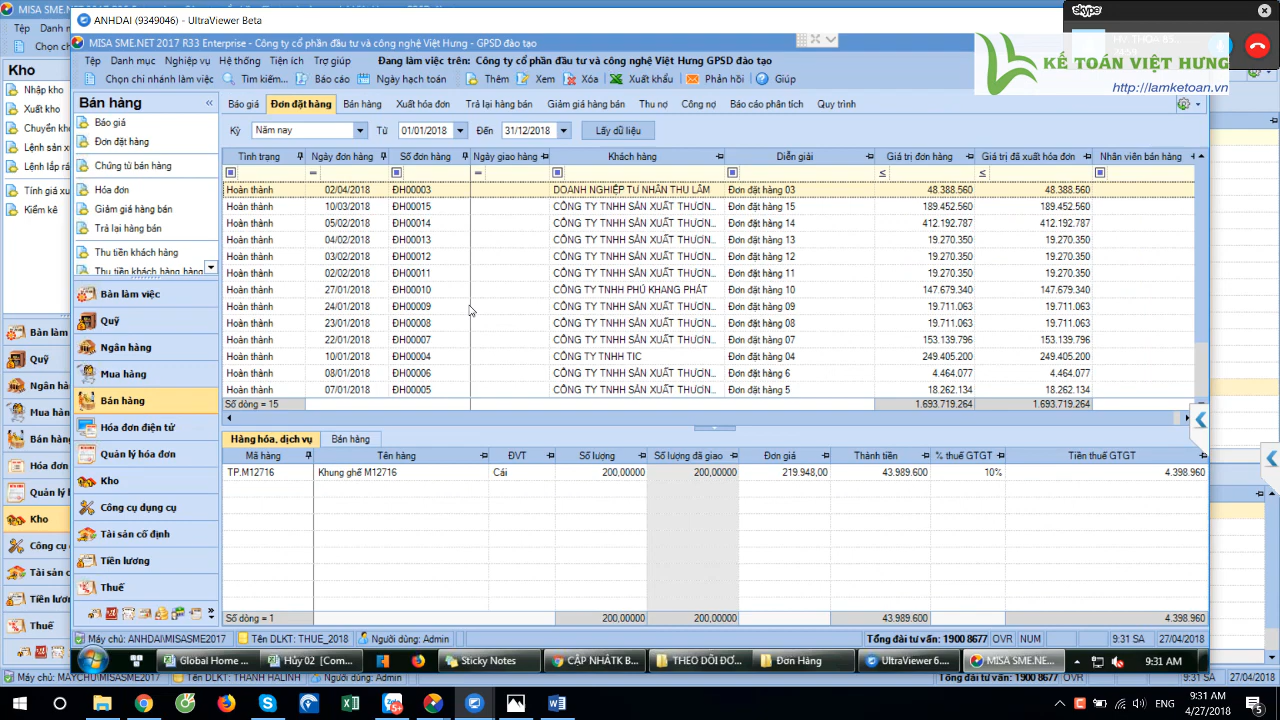 MISA SME.NET 2017
ANHDAI (9349046) - UltraViewer Beta
skype
MISA SME.NET 2017 R33 Enterprise - Công ty cổ phần đầu tư và công nghệ Việt Hưng - GPSD đào tạo
KẾ TOÁN VIỆT HƯNG
http://lamketoan.vn
Tệp Danh mục Nghiệp vụ Hệ thống Tiện ích Trợ giúp Đang làm việc trên: Công ty cổ phần đầu tư và công nghệ Việt Hưng GPSD đào tạo
Chọn chi nhánh làm việc Tìm kiếm... Báo cáo Ngày hạch toán Thêm Xem Xóa Xuất khẩu Phản hồi Giúp
Tệp
Kho
Nhập kho
Xuất kho
Kiểm kê
Bán hàng
Báo giá
Đơn đặt hàng
Chứng từ bán hàng
Hóa đơn
Giảm giá hàng bán
Trả lại hàng bán
Thu tiền khách hàng
Thu tiền khách hàng hàng
Bàn làm việc
Quỹ
Ngân hàng
Mua hàng
Bán hàng
Hóa đơn điện tử
Quản lý hóa đơn
Kho
Công cụ dụng cụ
Tài sản cố định
Tiền lương
Thuế
Báo giá Đơn đặt hàng Bán hàng Xuất hóa đơn Trả lại hàng bán Giảm giá hàng bán Thu nợ Công nợ Báo cáo phân tích Quy trình
Kỳ Năm nay Từ 01/01/2018 Đến 31/12/2018 Lấy dữ liệu
Tình trạng Ngày đơn hàng Số đơn hàng Ngày giao hàng Khách hàng Diễn giải Giá trị đơn hàng Giá trị đã xuất hóa đơn Nhân viên bán hàng
= = ≤ ≤
Hoàn thành 02/04/2018 ĐH00003 DOANH NGHIỆP TƯ NHÂN THU LÂM Đơn đặt hàng 03 48.388.560 48.388.560
Hoàn thành 10/03/2018 ĐH00015 CÔNG TY TNHH SẢN XUẤT THƯƠN... Đơn đặt hàng 15 189.452.560 189.452.560
Hoàn thành 05/02/2018 ĐH00014 CÔNG TY TNHH SẢN XUẤT THƯƠN... Đơn đặt hàng 14 412.192.787 412.192.787
Hoàn thành 04/02/2018 ĐH00013 CÔNG TY TNHH SẢN XUẤT THƯƠN... Đơn đặt hàng 13 19.270.350 19.270.350
Hoàn thành 03/02/2018 ĐH00012 CÔNG TY TNHH SẢN XUẤT THƯƠN... Đơn đặt hàng 12 19.270.350 19.270.350
Hoàn thành 02/02/2018 ĐH00011 CÔNG TY TNHH SẢN XUẤT THƯƠN... Đơn đặt hàng 11 19.270.350 19.270.350
Hoàn thành 27/01/2018 ĐH00010 CÔNG TY TNHH PHÚ KHANG PHÁT Đơn đặt hàng 10 147.679.340 147.679.340
Hoàn thành 24/01/2018 ĐH00009 CÔNG TY TNHH SẢN XUẤT THƯƠN... Đơn đặt hàng 09 19.711.063 19.711.063
Hoàn thành 23/01/2018 ĐH00008 CÔNG TY TNHH SẢN XUẤT THƯƠN... Đơn đặt hàng 08 19.711.063 19.711.063
Hoàn thành 22/01/2018 ĐH00007 CÔNG TY TNHH SẢN XUẤT THƯƠN... Đơn đặt hàng 07 153.139.796 153.139.796
Hoàn thành 10/01/2018 ĐH00004 CÔNG TY TNHH TIC Đơn đặt hàng 04 249.405.200 249.405.200
Hoàn thành 08/01/2018 ĐH00006 CÔNG TY TNHH SẢN XUẤT THƯƠN... Đơn đặt hàng 6 4.464.077 4.464.077
Hoàn thành 07/01/2018 ĐH00005 CÔNG TY TNHH SẢN XUẤT THƯƠN... Đơn đặt hàng 5 18.262.134 18.262.134
Số dòng = 15 1.693.719.264 1.693.719.264
Hàng hóa, dịch vụ Bán hàng
Mã hàng Tên hàng ĐVT Số lượng Số lượng đã giao Đơn giá Thành tiền % thuế GTGT Tiền thuế GTGT
TP.M12716 Khung ghế M12716 Cái 200,00000 200,00000 219.948,00 43.989.600 10% 4.398.960
Số dòng = 1 200,00000 200,00000 43.989.600 4.398.960
Máy chủ: ANHDAI\MISASME2017 Tên DLKT: THUE_2018 Người dùng: Admin Tổng đài tư vấn: 1900 8677 OVR NUM 9:31 SA 27/04/2018
Global Home ... Hủy 02 [Com... Sticky Notes CẬP NHẬTK B... THEO DÕI ĐƠ... Đơn Hàng UltraViewer 6... MISA SME.NE... 9:31 AM
Máy chủ: MAYCHU\MISASME2017 Tên DLKT: THANH HALINH Người dùng: Admin 1900 8677 OVR 9:31 SA 27/04/2018
ENG 9:31 AM
4/27/2018